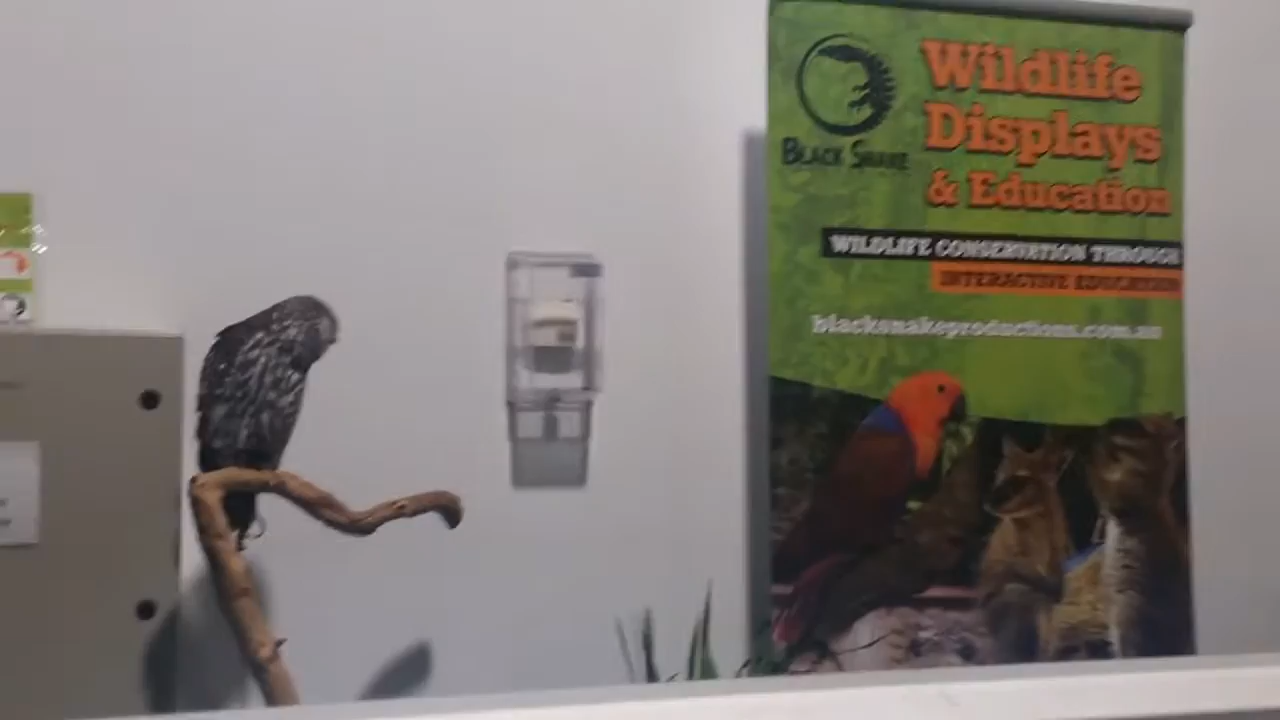 Wildlife
Displays
& Education
BLACK SNAKE
WILDLIFE CONSERVATION THROUGH
INTERACTIVE EDUCATION
blacksnakeproductions.com.au